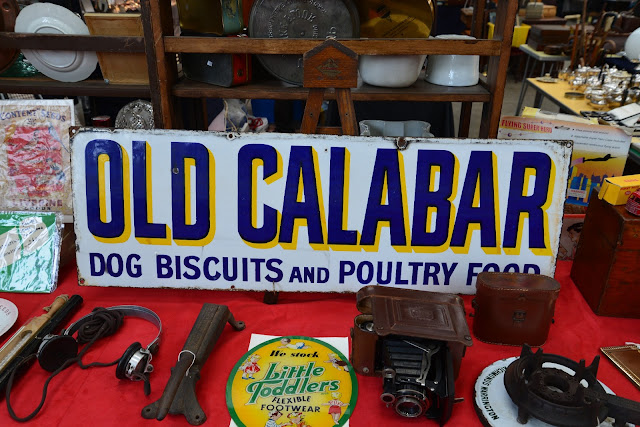 OLD CALABAR
DOG BISCUITS AND POULTRY FOOD
We stock
Little
Toddlers
FLEXIBLE
FOOTWEAR